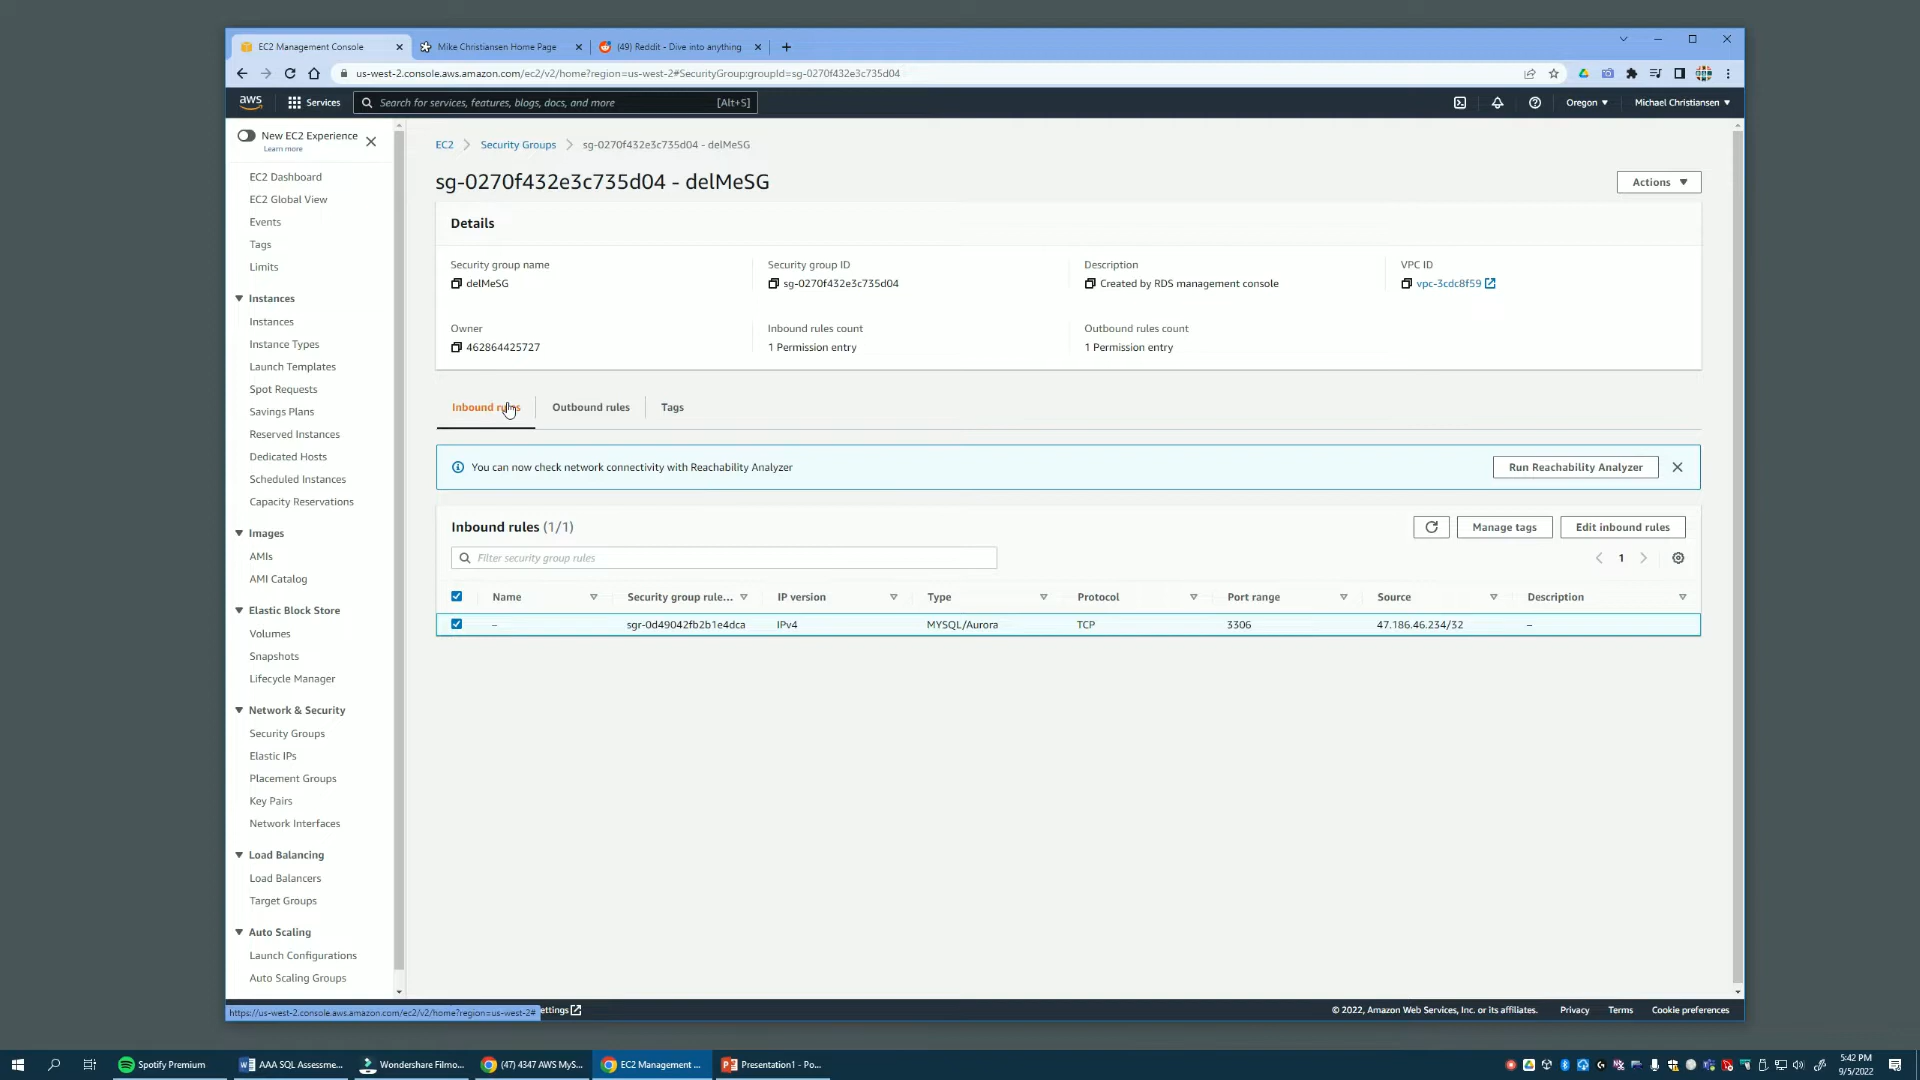 EC2 Management Console
Mike Christiansen Home Page
(49) Reddit - Dive into anything
us-west-2.console.aws.amazon.com/ec2/v2/home?region=us-west-2#SecurityGroup:groupId=sg-0270f432e3c735d04
aws
Services
Search for services, features, blogs, docs, and more
[Alt+S]
Oregon
Michael Christiansen
New EC2 Experience
Learn more
EC2 Dashboard
EC2 Global View
Events
Tags
Limits
Instances
Instances
Instance Types
Launch Templates
Spot Requests
Savings Plans
Reserved Instances
Dedicated Hosts
Scheduled Instances
Capacity Reservations
Images
AMIs
AMI Catalog
Elastic Block Store
Volumes
Snapshots
Lifecycle Manager
Network & Security
Security Groups
Elastic IPs
Placement Groups
Key Pairs
Network Interfaces
Load Balancing
Load Balancers
Target Groups
Auto Scaling
Launch Configurations
Auto Scaling Groups
EC2 > Security Groups > sg-0270f432e3c735d04 - delMeSG
sg-0270f432e3c735d04 - delMeSG
Actions
Details
Security group name
delMeSG
Security group ID
sg-0270f432e3c735d04
Description
Created by RDS management console
VPC ID
vpc-3cdc8f59
Owner
462864425727
Inbound rules count
1 Permission entry
Outbound rules count
1 Permission entry
Inbound rules
Outbound rules
Tags
You can now check network connectivity with Reachability Analyzer
Run Reachability Analyzer
Inbound rules (1/1)
Manage tags
Edit inbound rules
Filter security group rules
1
Name
Security group rule...
IP version
Type
Protocol
Port range
Source
Description
–
sgr-0d49042fb2b1e4dca
IPv4
MYSQL/Aurora
TCP
3306
47.186.46.234/32
–
https://us-west-2.console.aws.amazon.com/ec2/v2/home?region=us-west-2#
ettings
© 2022, Amazon Web Services, Inc. or its affiliates.
Privacy
Terms
Cookie preferences
Spotify Premium
AAA SQL Assessme...
Wondershare Filmo...
(47) 4347 AWS MyS...
EC2 Management ...
Presentation1 - Po...
5:42 PM
9/5/2022